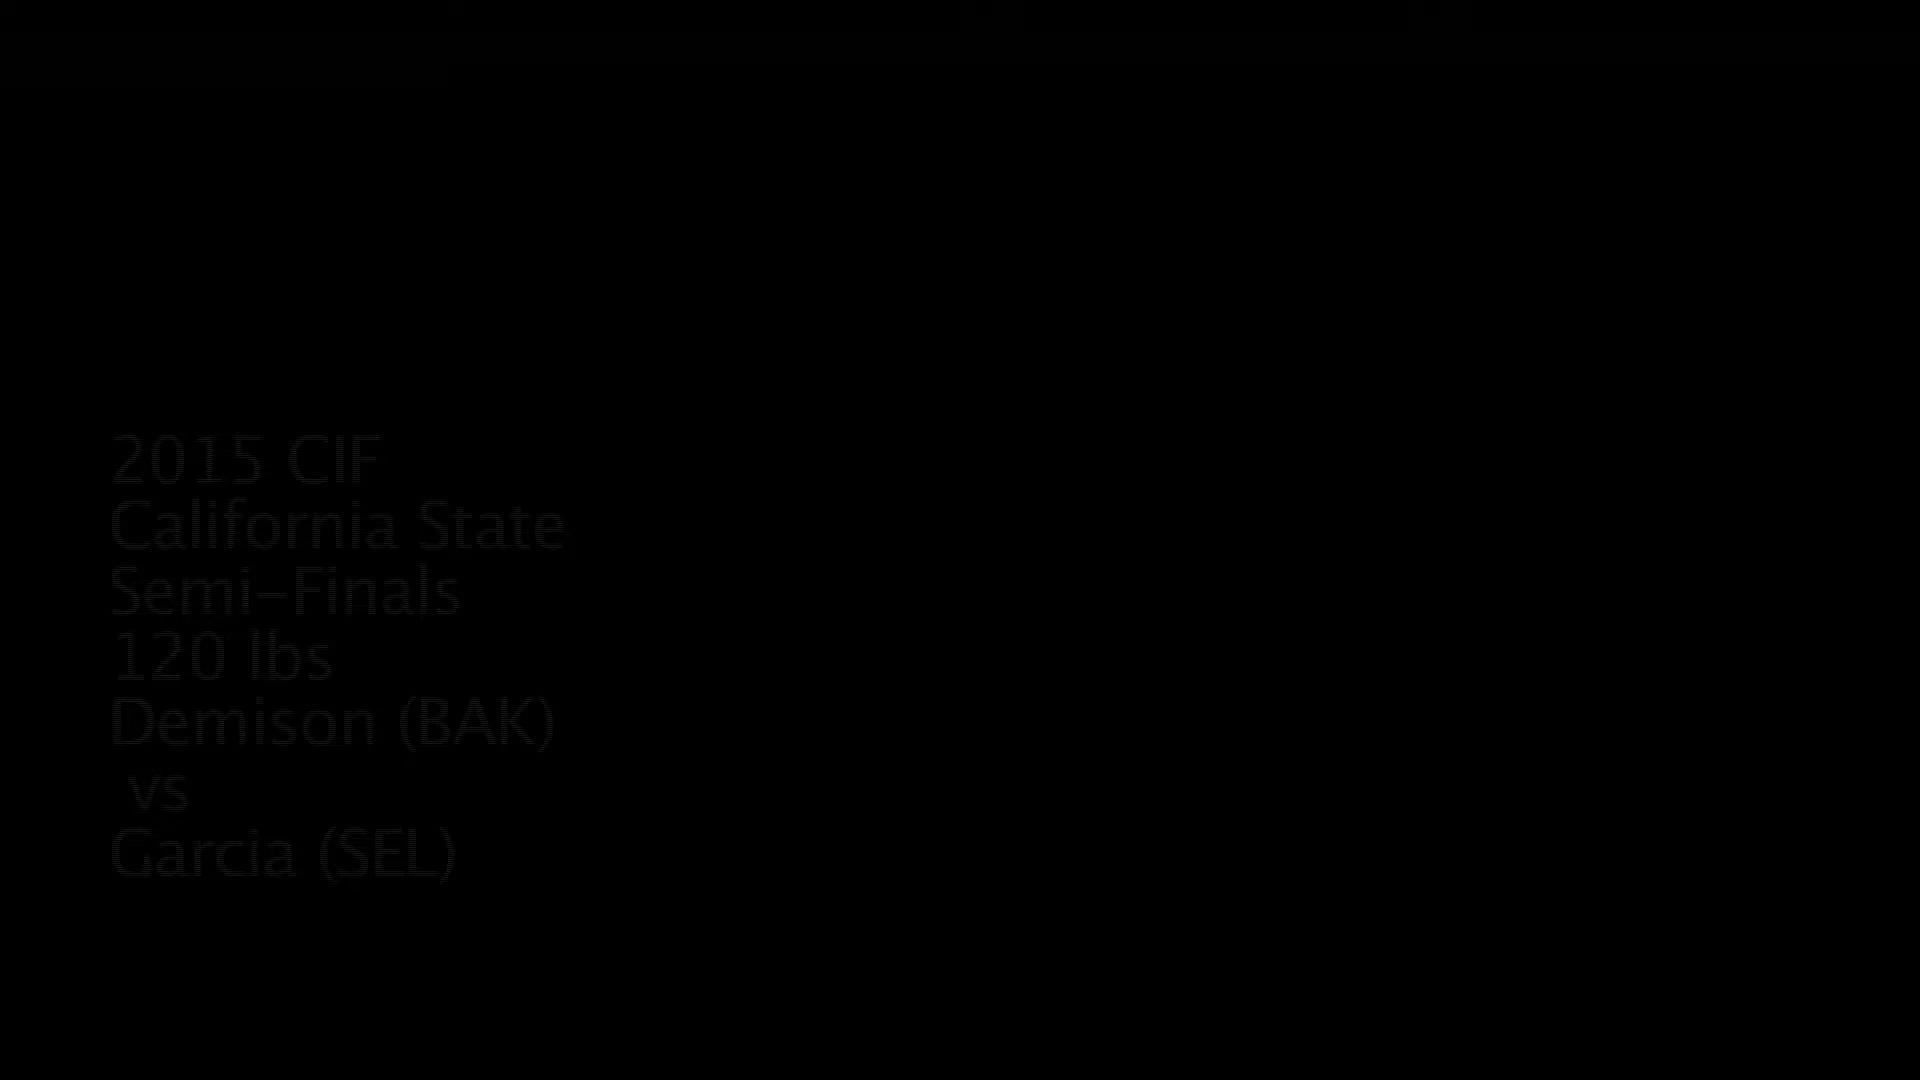 2015 CIF
California State
Semi-Finals
120 lbs
Demison (BAK)
vs
Garcia (SEL)